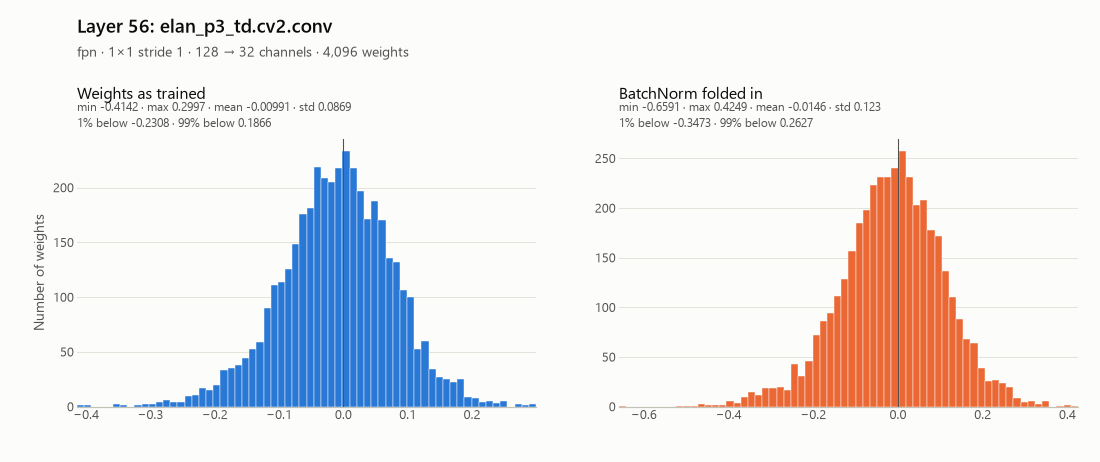 Layer 56: elan_p3_td.cv2.conv
fpn · 1×1 stride 1 · 128 → 32 channels · 4,096 weights
Weights as trained
min -0.4142 · max 0.2997 · mean -0.00991 · std 0.0869
1% below -0.2308 · 99% below 0.1866
Number of weights
200
150
100
50
0
−0.4 −0.3 −0.2 −0.1 0.0 0.1 0.2
BatchNorm folded in
min -0.6591 · max 0.4249 · mean -0.0146 · std 0.123
1% below -0.3473 · 99% below 0.2627
250
200
150
100
50
0
−0.6 −0.4 −0.2 0.0 0.2 0.4